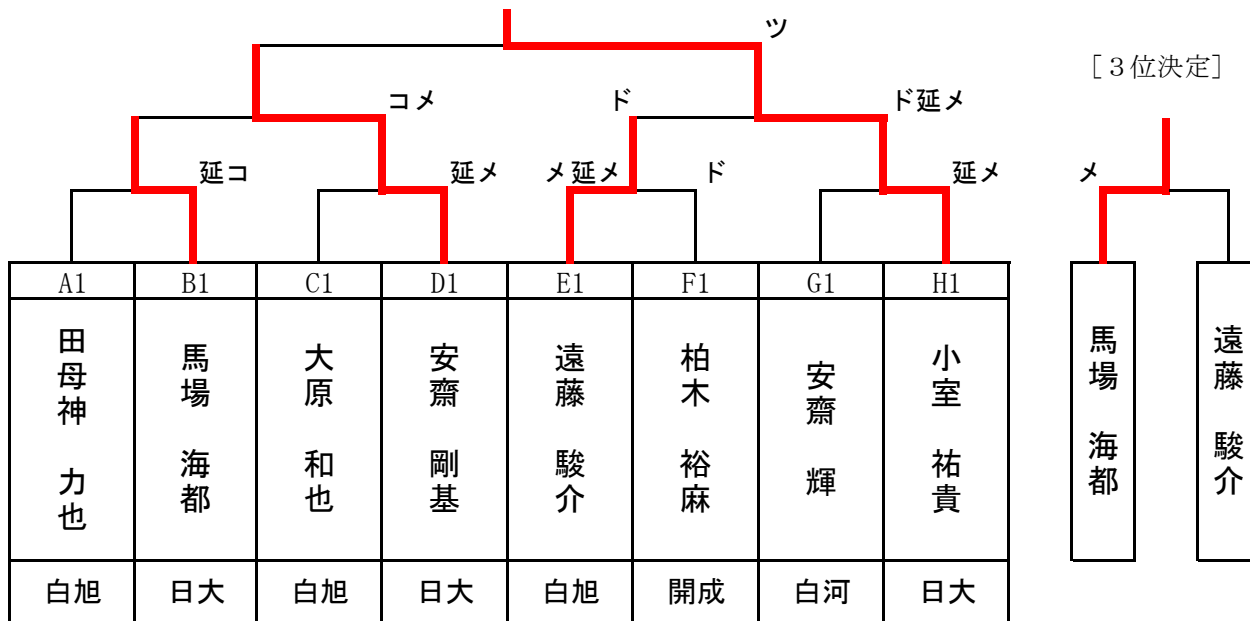 ツ
[３位決定]
コメ ド ド延メ
延コ 延メ メ延メ ド 延メ メ
A1 B1 C1 D1 E1 F1 G1 H1
田母神 力也 馬場 海都 大原 和也 安齋 剛基 遠藤 駿介 柏木 裕麻 安齋 輝 小室 祐貴 馬場 海都 遠藤 駿介
白旭 日大 白旭 日大 白旭 開成 白河 日大